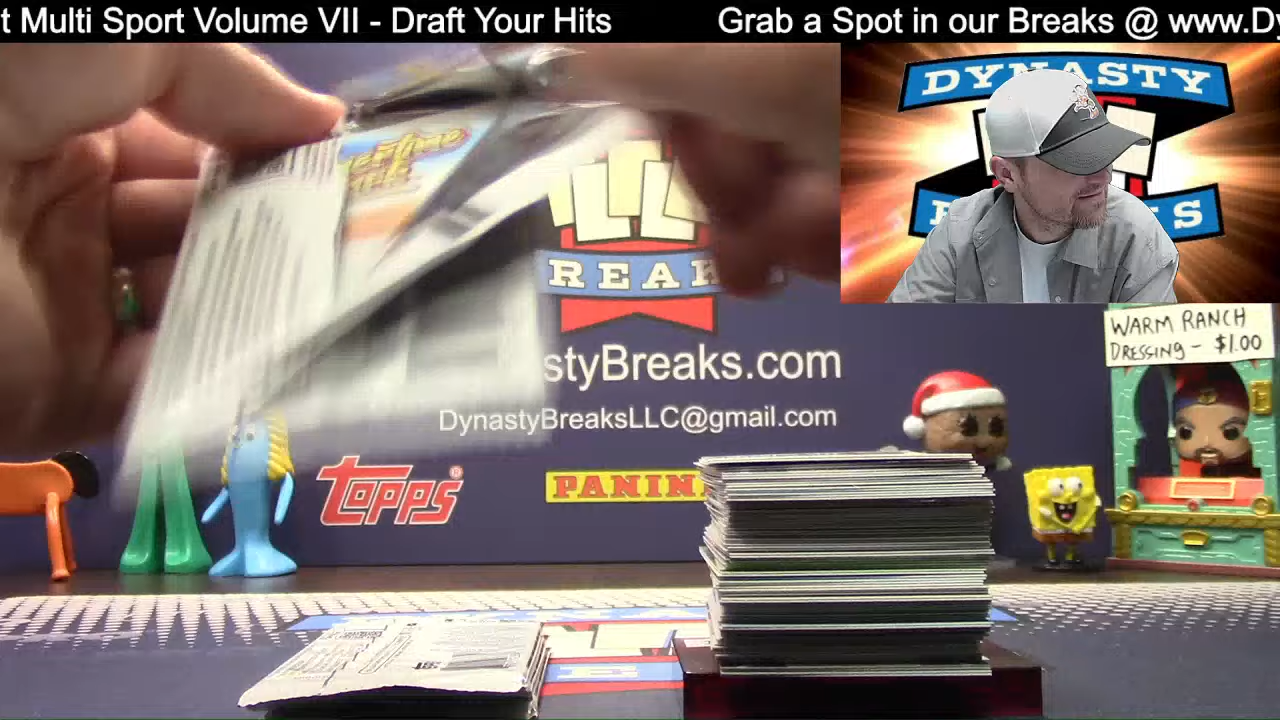 t Multi Sport Volume VII - Draft Your Hits Grab a Spot in our Breaks @ www.Dy
DYNASTY
S
REAK
WARM RANCH
DRESSING - $1.00
styBreaks.com
DynastyBreaksLLC@gmail.com
TOPPS
PANINI